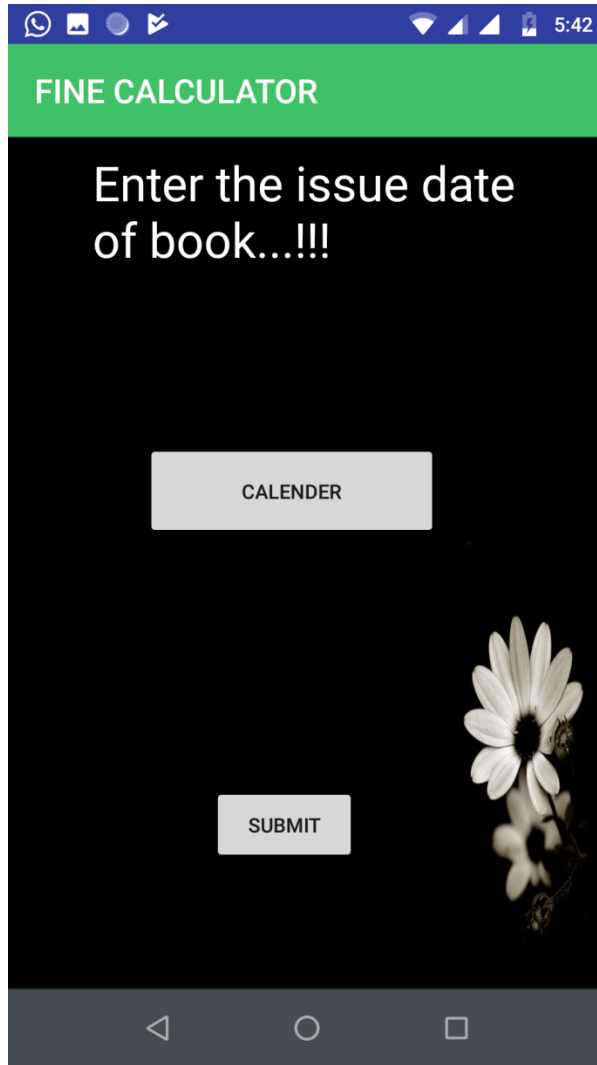 5:42
FINE CALCULATOR
Enter the issue date
of book...!!!
CALENDER
SUBMIT